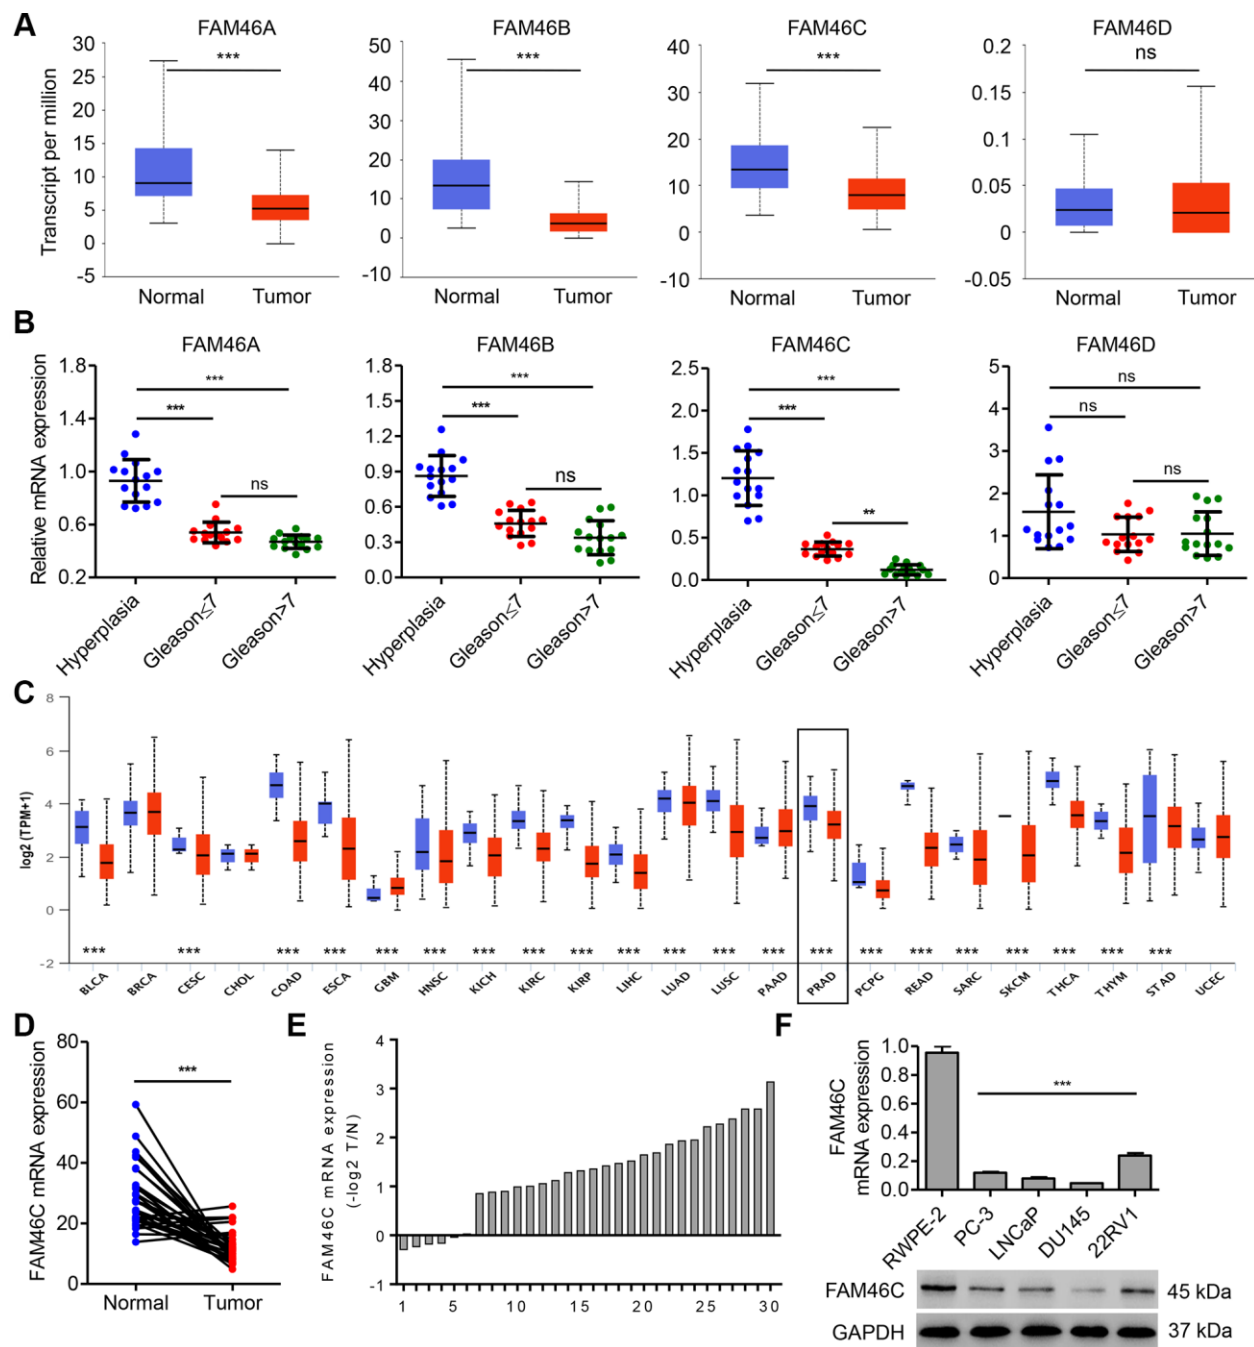 A
FAM46A FAM46B FAM46C FAM46D
Transcript per million
30 25 20 15 10 5 0 -5
***
Normal Tumor
50 40 30 20 10 0 -10
***
Normal Tumor
40 30 20 10 0 -10
***
Normal Tumor
0.2 0.15 0.1 0.05 0 -0.05
ns
Normal Tumor
B
FAM46A FAM46B FAM46C FAM46D
Relative mRNA expression
1.8 1.4 1.0 0.6 0.2
*** *** ns
Hyperplasia Gleason≤7 Gleason>7
1.8 1.5 1.2 0.9 0.6 0.3 0.0
*** *** ns
Hyperplasia Gleason≤7 Gleason>7
2.5 2.0 1.5 1.0 0.5 0.0
*** *** **
Hyperplasia Gleason≤7 Gleason>7
5 4 3 2 1 0
ns ns ns
Hyperplasia Gleason≤7 Gleason>7
C
log2 (TPM+1)
8 6 4 2 0 -2
*** *** *** *** *** *** *** *** *** *** *** *** *** *** *** *** *** *** *** *** ***
BLCA BRCA CESC CHOL COAD ESCA GBM HNSC KICH KIRC KIRP LIHC LUAD LUSC PAAD PRAD PCPG READ SARC SKCM THCA THYM STAD UCEC
D
FAM46C mRNA expression
80 60 40 20 0
***
Normal Tumor
E
FAM46C mRNA expression
(-log2 T/N)
4 3 2 1 0 -1
1 5 10 15 20 25 30
F
FAM46C
mRNA expression
1.0 0.8 0.6 0.4 0.2 0.0
***
RWPE-2 PC-3 LNCaP DU145 22RV1
FAM46C 45 kDa
GAPDH 37 kDa